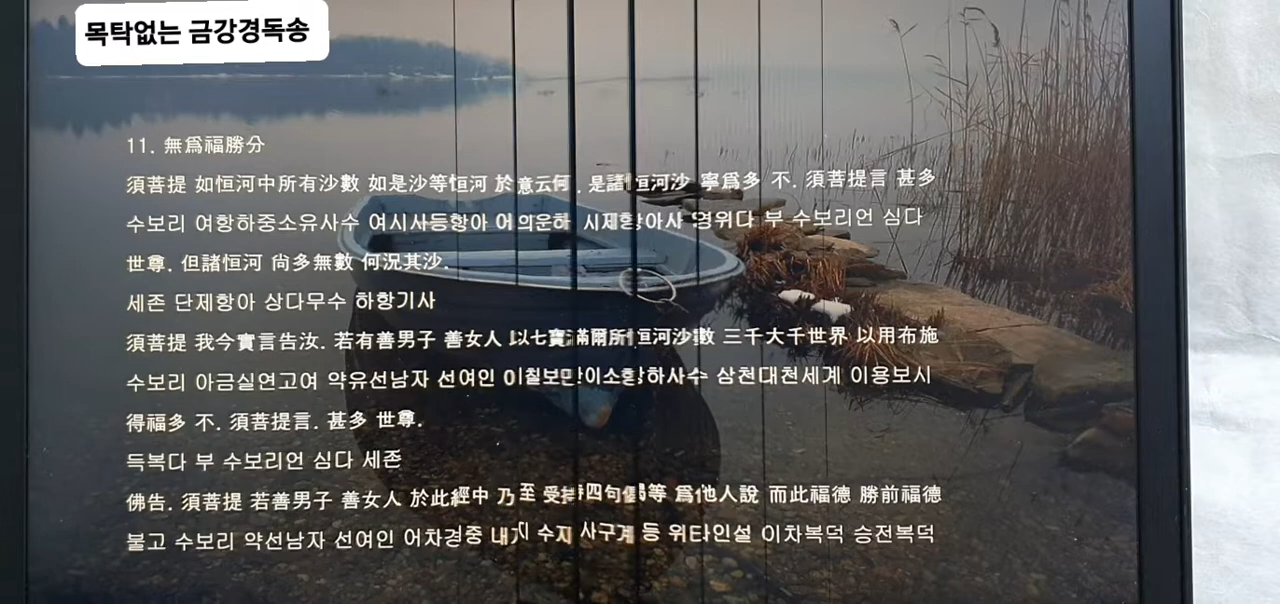 목탁없는 금강경독송
11. 無爲福勝分
須菩提 如恒河中所有沙數 如是沙等恒河 於意云何. 是諸恒河沙 寧爲多 不. 須菩提言 甚多
수보리 여항하중소유사수 여시사등항아 어의운하 시제항아사 영위다 부 수보리언 심다
世尊. 但諸恒河 尙多無數 何況其沙.
세존 단제항아 상다무수 하항기사
須菩提 我今實言告汝. 若有善男子 善女人 以七寶滿爾所恒河沙數 三千大千世界 以用布施
수보리 아금실언고여 약유선남자 선여인 이칠보만이소항하사수 삼천대천세계 이용보시
得福多 不. 須菩提言. 甚多 世尊.
득복다 부 수보리언 심다 세존
佛告. 須菩提 若善男子 善女人 於此經中 乃至 受持四句偈等 爲他人說 而此福德 勝前福德
불고 수보리 약선남자 선여인 어차경중 내지 수지 사구게 등 위타인설 이차복덕 승전복덕